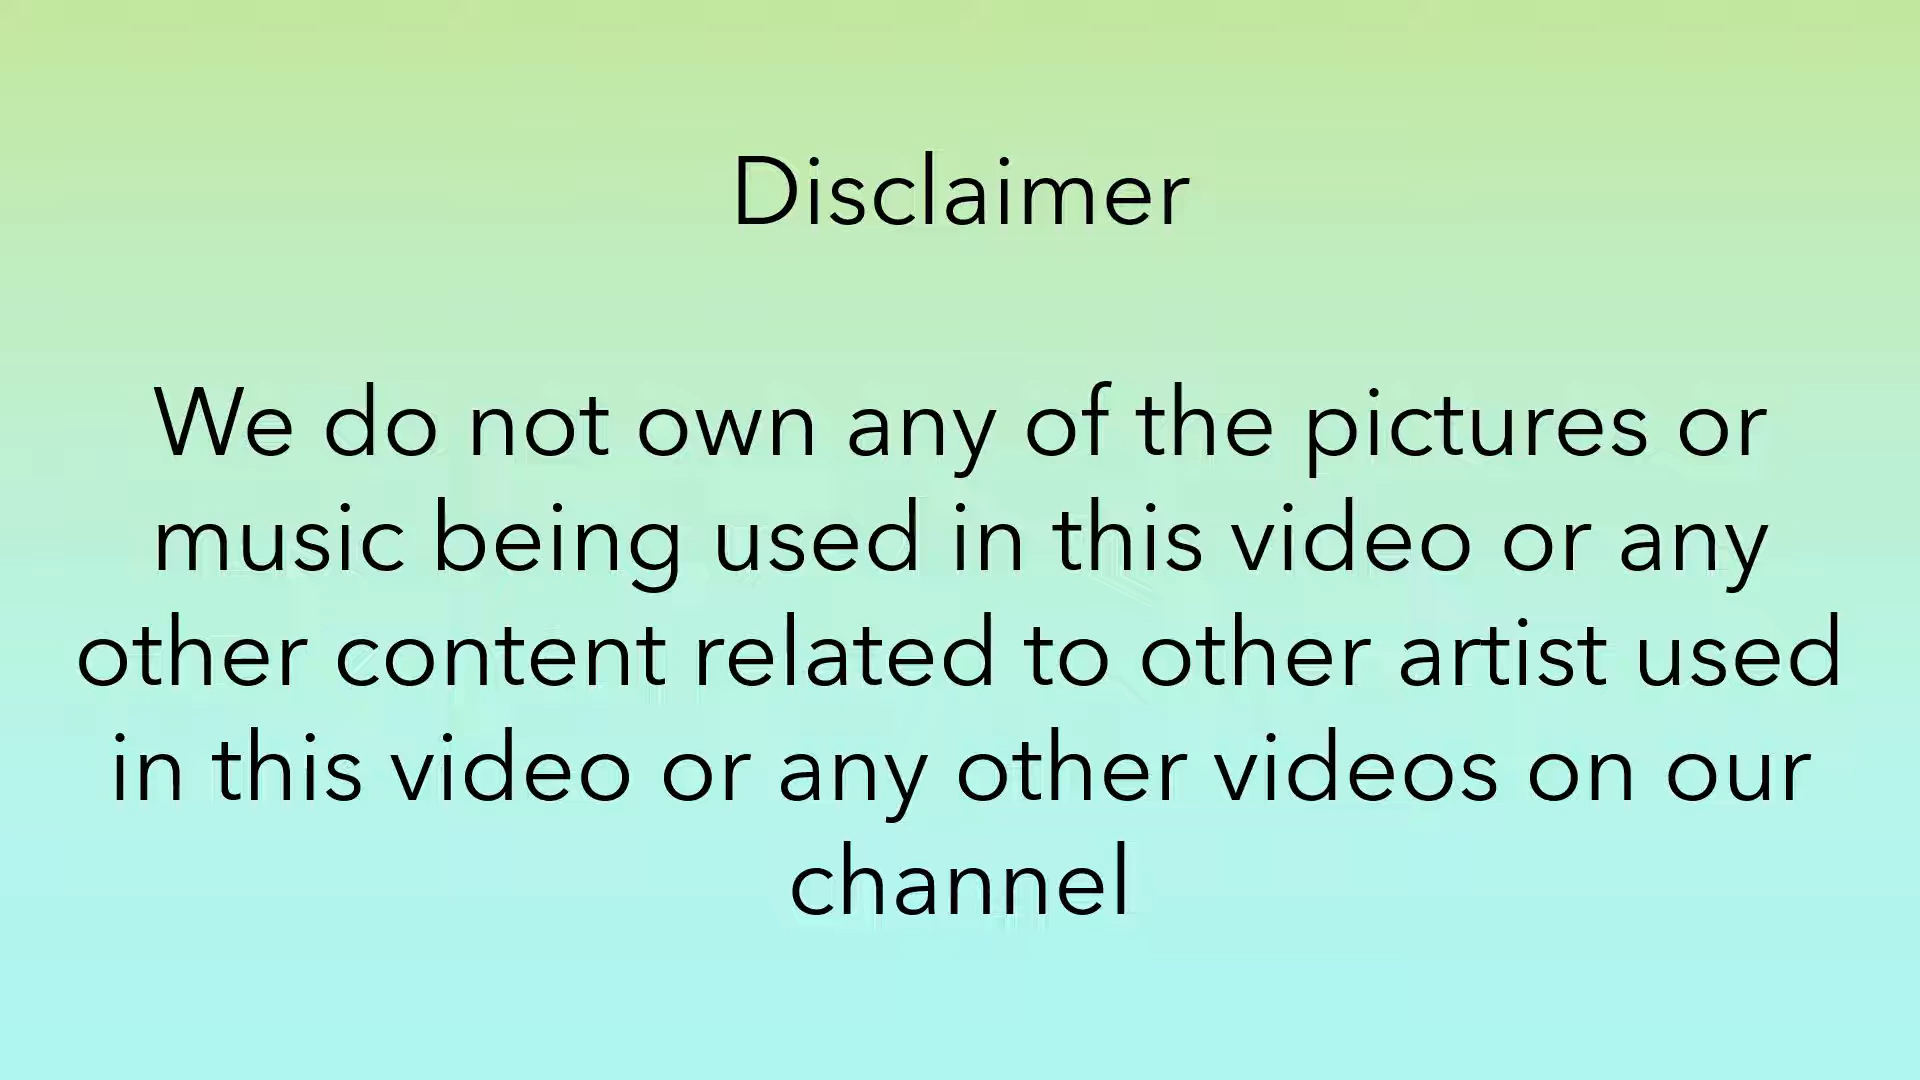 Disclaimer
We do not own any of the pictures or
music being used in this video or any
other content related to other artist used
in this video or any other videos on our
channel